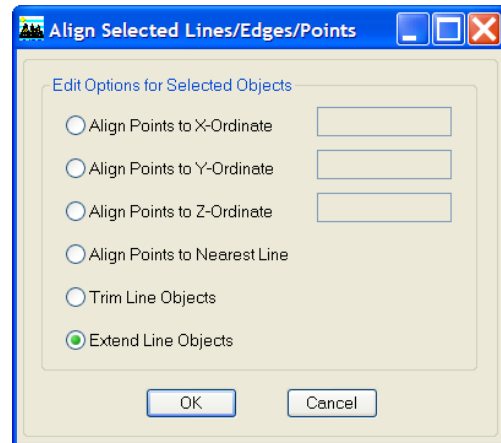 Align Selected Lines/Edges/Points
Edit Options for Selected Objects
Align Points to X-Ordinate
Align Points to Y-Ordinate
Align Points to Z-Ordinate
Align Points to Nearest Line
Trim Line Objects
Extend Line Objects
OK Cancel